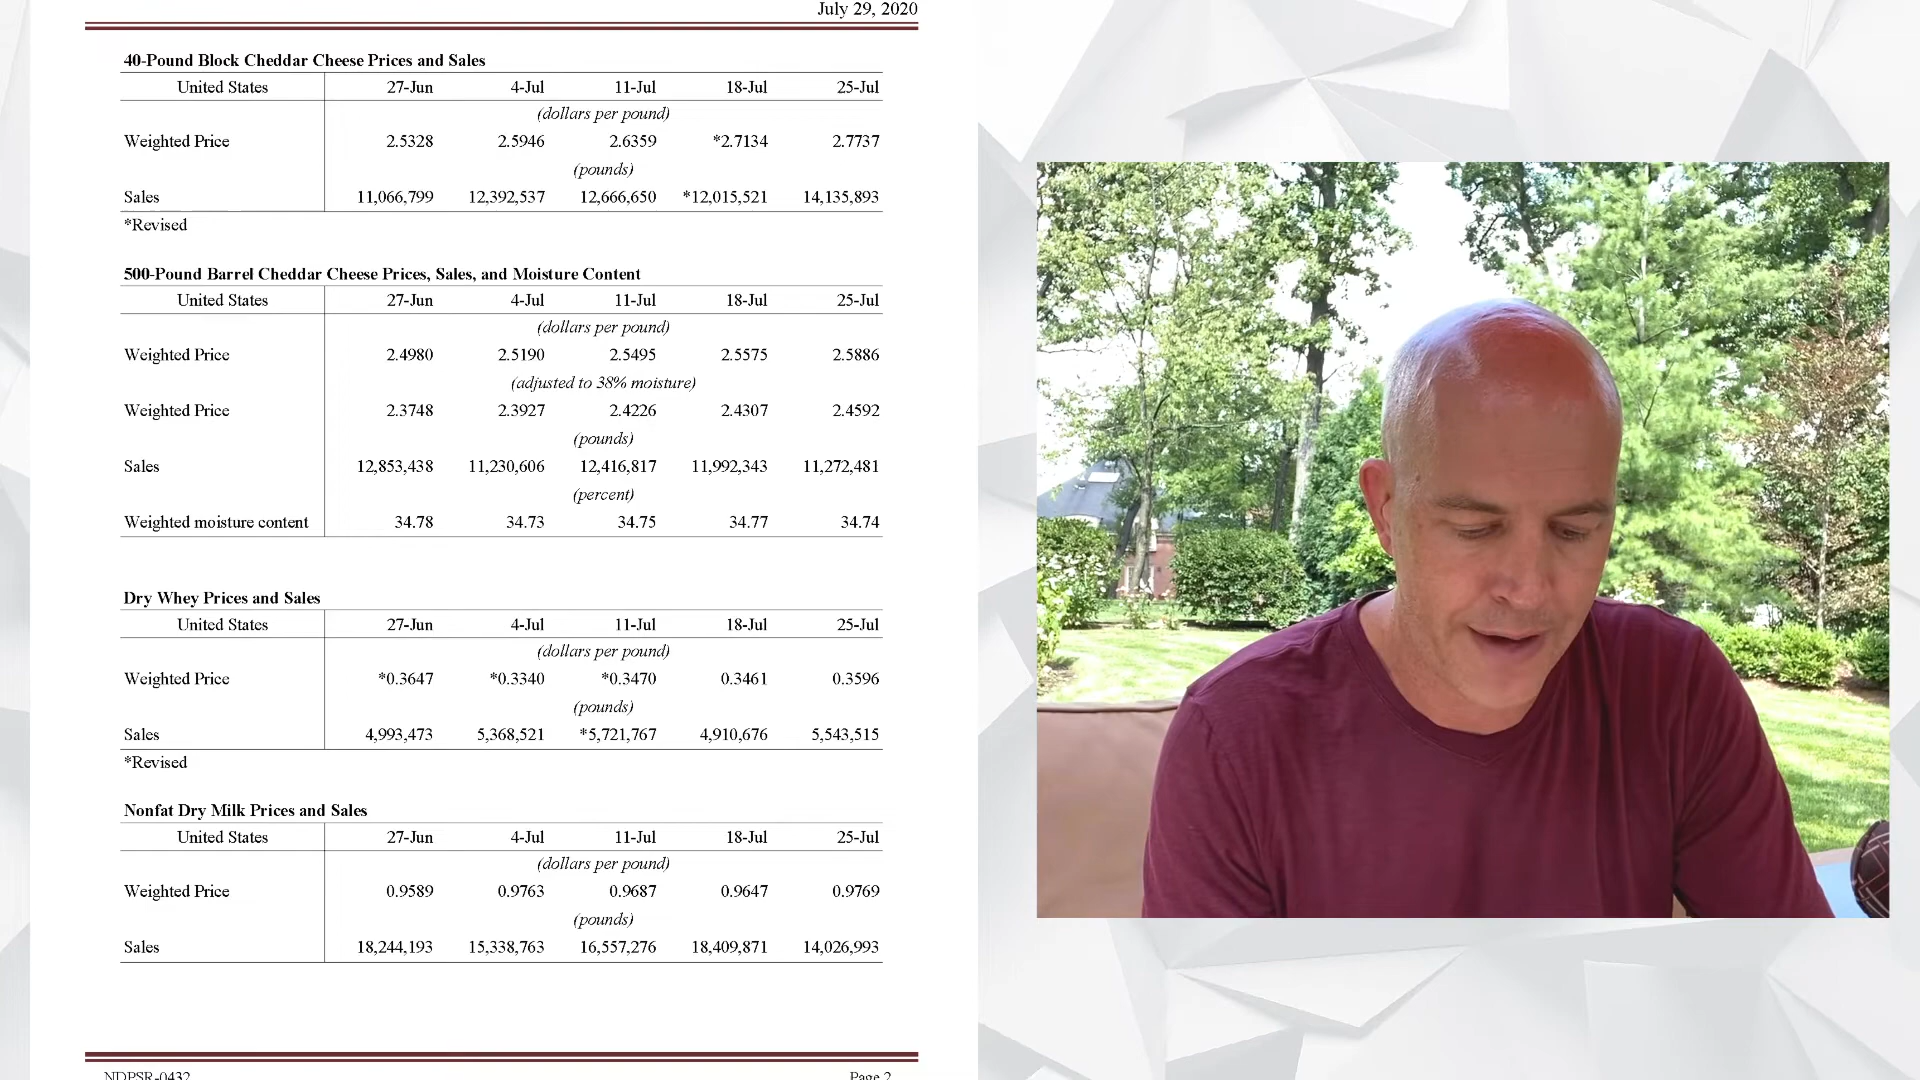 July 29, 2020
40-Pound Block Cheddar Cheese Prices and Sales
United States 27-Jun 4-Jul 11-Jul 18-Jul 25-Jul
(dollars per pound)
Weighted Price 2.5328 2.5946 2.6359 *2.7134 2.7737
(pounds)
Sales 11,066,799 12,392,537 12,666,650 *12,015,521 14,135,893
*Revised
500-Pound Barrel Cheddar Cheese Prices, Sales, and Moisture Content
United States 27-Jun 4-Jul 11-Jul 18-Jul 25-Jul
(dollars per pound)
Weighted Price 2.4980 2.5190 2.5495 2.5575 2.5886
(adjusted to 38% moisture)
Weighted Price 2.3748 2.3927 2.4226 2.4307 2.4592
(pounds)
Sales 12,853,438 11,230,606 12,416,817 11,992,343 11,272,481
(percent)
Weighted moisture content 34.78 34.73 34.75 34.77 34.74
Dry Whey Prices and Sales
United States 27-Jun 4-Jul 11-Jul 18-Jul 25-Jul
(dollars per pound)
Weighted Price *0.3647 *0.3340 *0.3470 0.3461 0.3596
(pounds)
Sales 4,993,473 5,368,521 *5,721,767 4,910,676 5,543,515
*Revised
Nonfat Dry Milk Prices and Sales
United States 27-Jun 4-Jul 11-Jul 18-Jul 25-Jul
(dollars per pound)
Weighted Price 0.9589 0.9763 0.9687 0.9647 0.9769
(pounds)
Sales 18,244,193 15,338,763 16,557,276 18,409,871 14,026,993
NDPSR-0432 Page 2